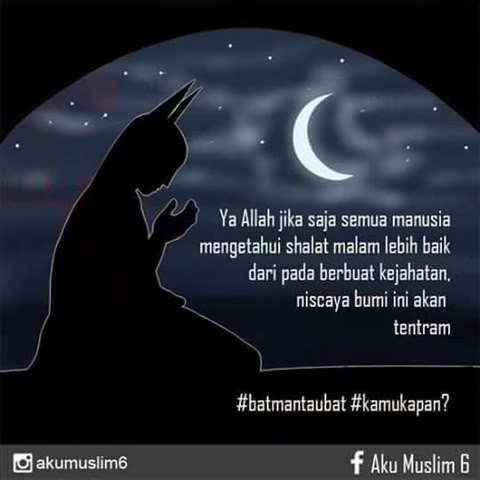 Ya Allah jika saja semua manusia
mengetahui shalat malam lebih baik
dari pada berbuat kejahatan,
niscaya bumi ini akan
tentram
#batmantaubat #kamukapan?
akumuslim6
f Aku Muslim 6